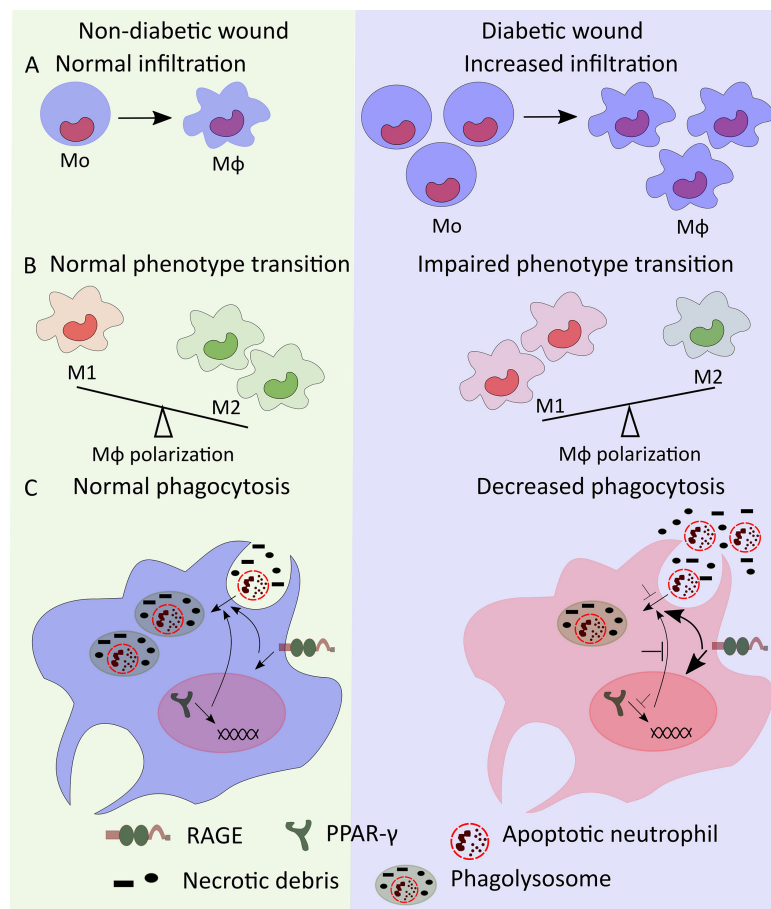 Non-diabetic wound
Diabetic wound
A Normal infiltration
Increased infiltration
Mo
Mϕ
Mo
Mϕ
B Normal phenotype transition
Impaired phenotype transition
M1
M2
Mϕ polarization
M1
M2
Mϕ polarization
C Normal phagocytosis
Decreased phagocytosis
RAGE
PPAR-γ
Apoptotic neutrophil
Necrotic debris
Phagolysosome